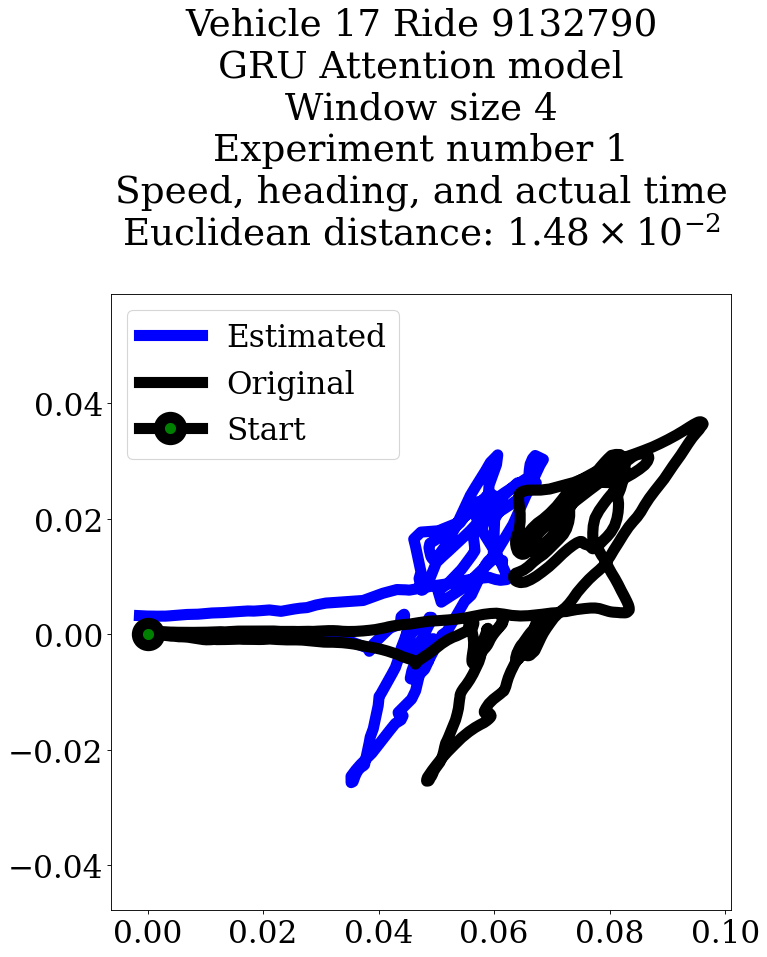 Vehicle 17 Ride 9132790
GRU Attention model
Window size 4
Experiment number 1
Speed, heading, and actual time
Euclidean distance: 1.48 × 10⁻²
Estimated
Original
Start
0.04
0.02
0.00
−0.02
−0.04
0.00 0.02 0.04 0.06 0.08 0.10